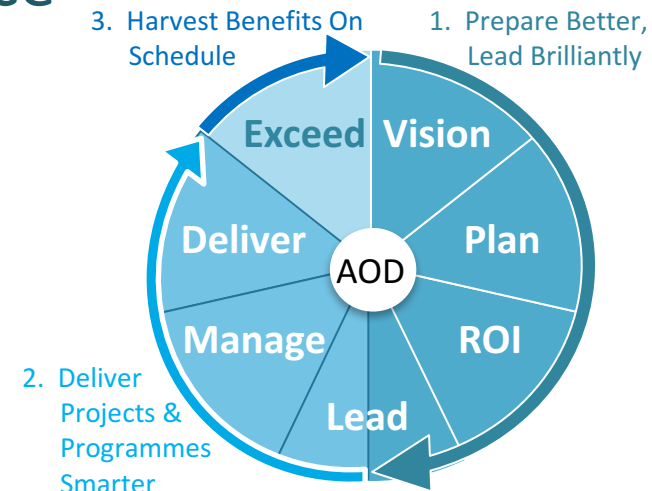 3. Harvest Benefits On
Schedule
1. Prepare Better,
Lead Brilliantly
Exceed
Vision
Deliver
Plan
AOD
Manage
ROI
Lead
2. Deliver
Projects &
Programmes
Smarter